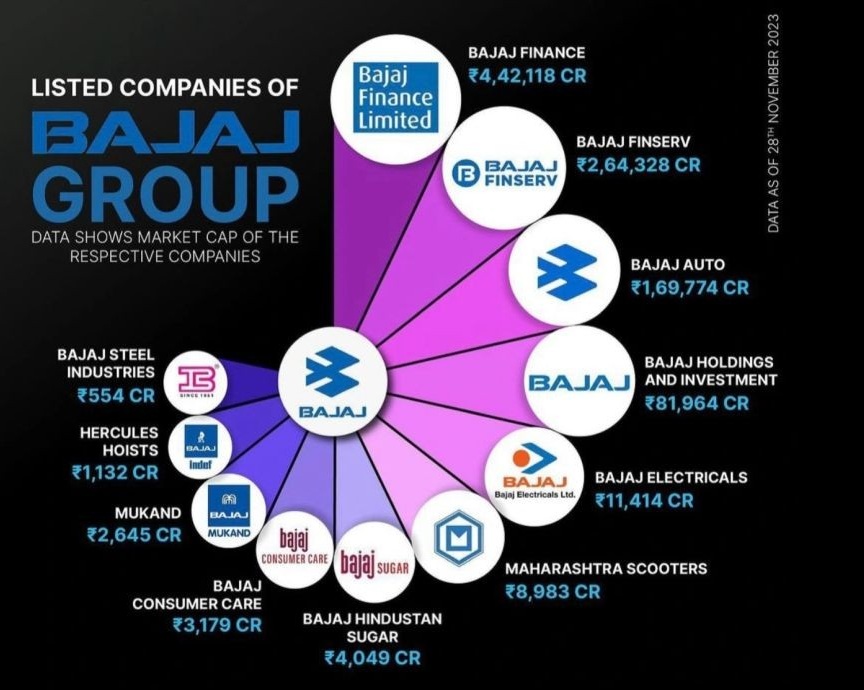 LISTED COMPANIES OF
BAJAJ
GROUP
DATA SHOWS MARKET CAP OF THE
RESPECTIVE COMPANIES
DATA AS OF 28TH NOVEMBER 2023
Bajaj
Finance
Limited
BAJAJ FINANCE
₹4,42,118 CR
B BAJAJ
FINSERV
BAJAJ FINSERV
₹2,64,328 CR
BAJAJ AUTO
₹1,69,774 CR
BAJAJ
BAJAJ HOLDINGS
AND INVESTMENT
₹81,964 CR
BAJAJ
Bajaj Electricals Ltd.
BAJAJ ELECTRICALS
₹11,414 CR
M
MAHARASHTRA SCOOTERS
₹8,983 CR
bajaj SUGAR
BAJAJ HINDUSTAN
SUGAR
₹4,049 CR
bajaj
CONSUMER CARE
BAJAJ
CONSUMER CARE
₹3,179 CR
BAJAJ
MUKAND
MUKAND
₹2,645 CR
BAJAJ
Indef
HERCULES
HOISTS
₹1,132 CR
SINCE 1961
BAJAJ STEEL
INDUSTRIES
₹554 CR
BAJAJ